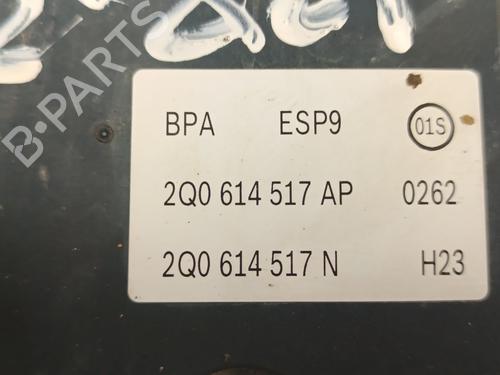 B·PARTS
BPA ESP9 01S
2Q0 614 517 AP 0262
2Q0 614 517 N H23